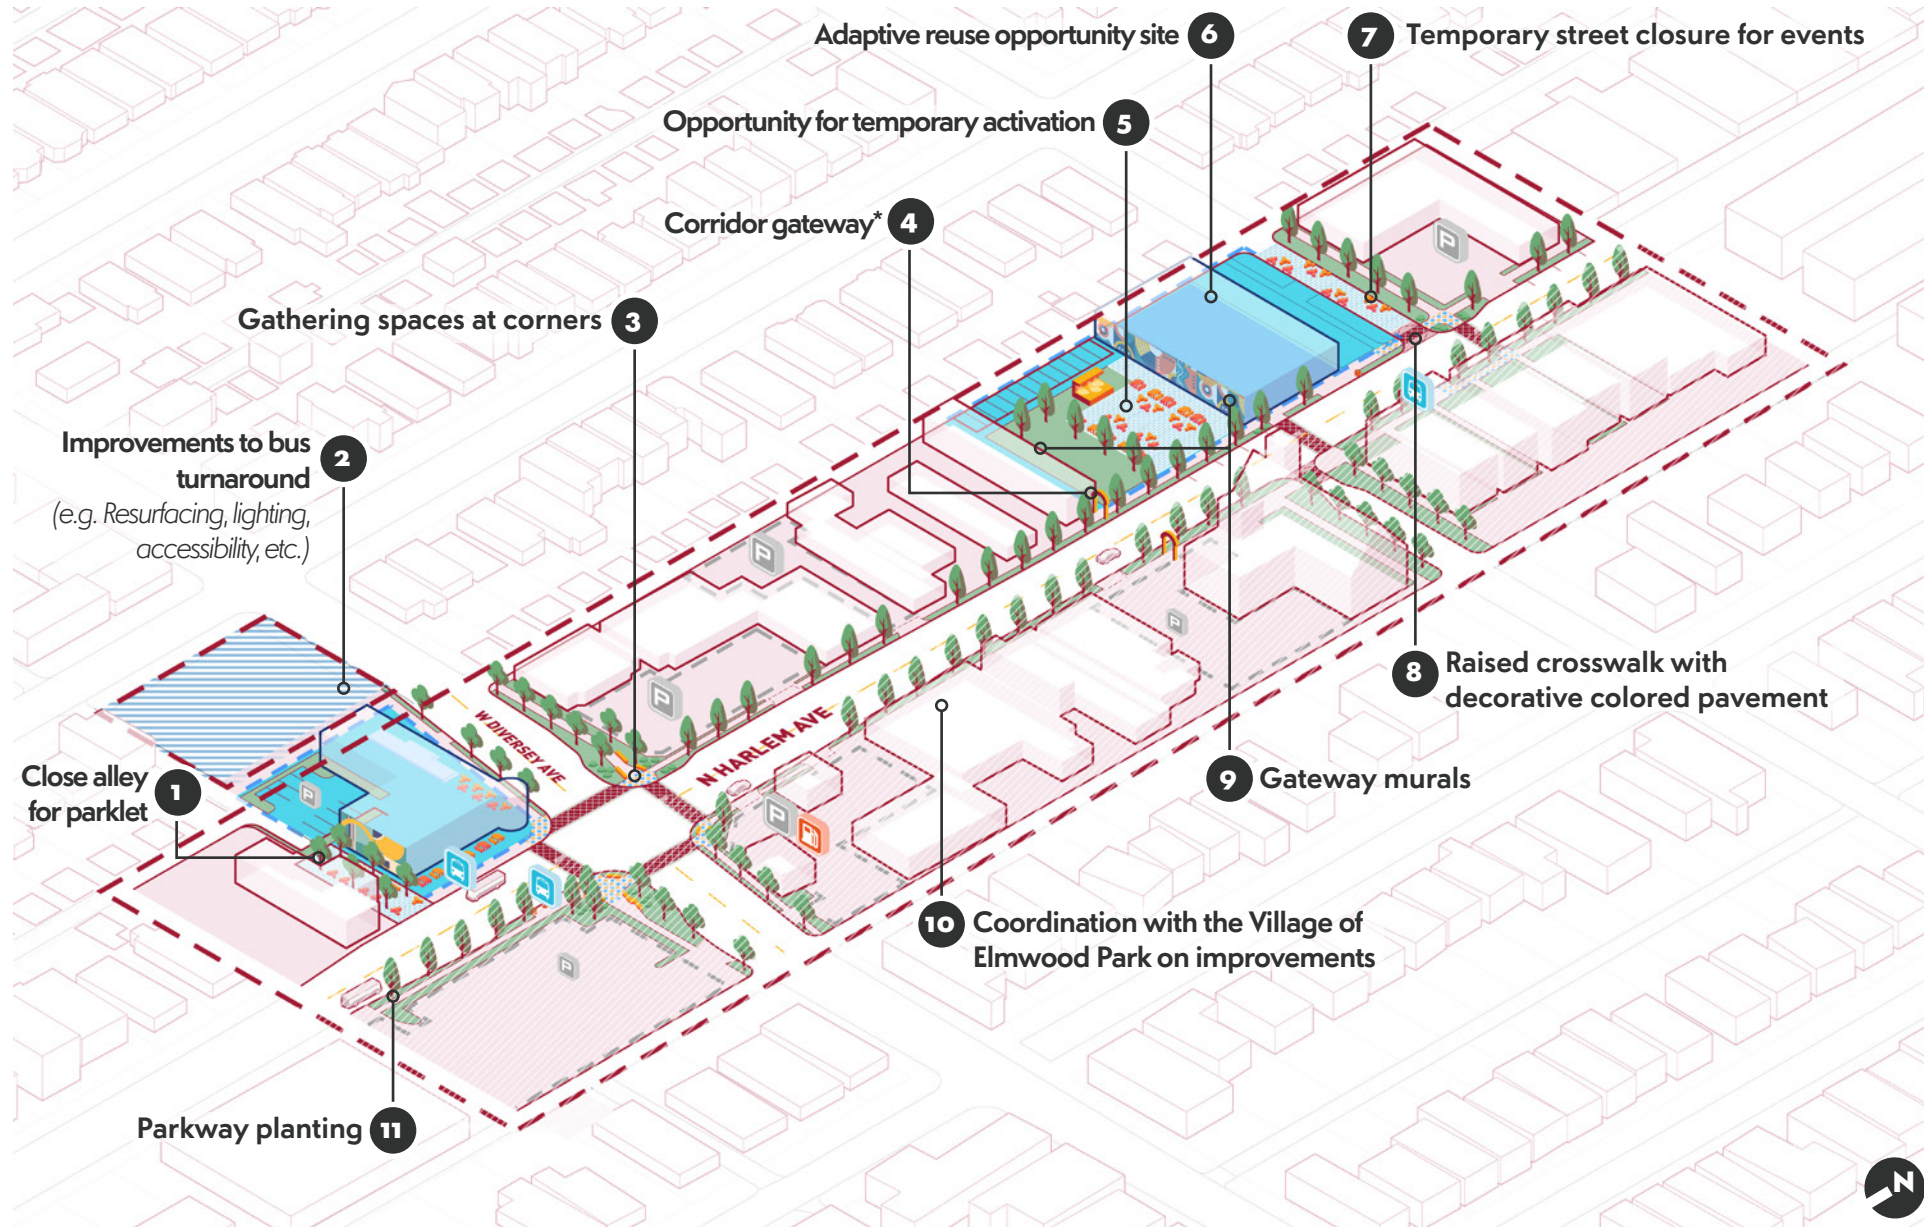 Adaptive reuse opportunity site 6
7 Temporary street closure for events
Opportunity for temporary activation 5
Corridor gateway* 4
Gathering spaces at corners 3
Improvements to bus
turnaround 2
(e.g. Resurfacing, lighting,
accessibility, etc.)
P
P
P
P
W DIVERSEY AVE
N HARLEM AVE
8 Raised crosswalk with
decorative colored pavement
9 Gateway murals
Close alley
for parklet 1
P
P
10 Coordination with the Village of
Elmwood Park on improvements
P
Parkway planting 11
N